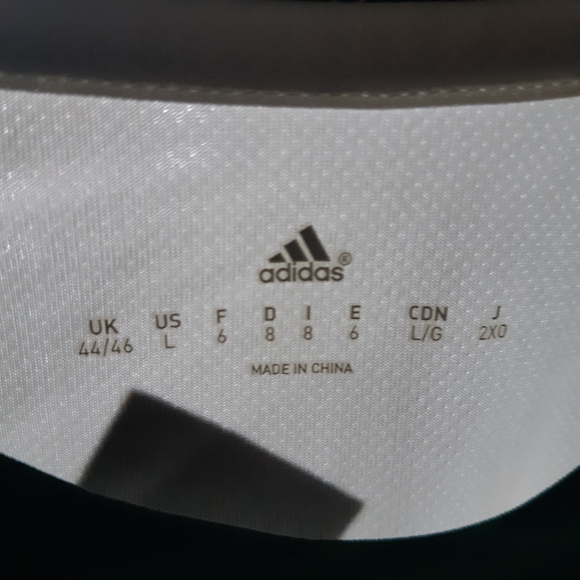 adidas®
UK US F D I E CDN J
44/46 L 6 8 8 6 L/G 2XO
MADE IN CHINA